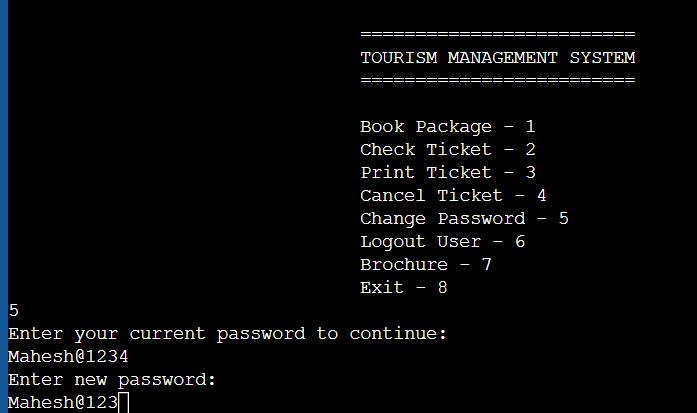 =========================
TOURISM MANAGEMENT SYSTEM
=========================
Book Package - 1
Check Ticket - 2
Print Ticket - 3
Cancel Ticket - 4
Change Password - 5
Logout User - 6
Brochure - 7
Exit - 8
5
Enter your current password to continue:
Mahesh@1234
Enter new password:
Mahesh@123